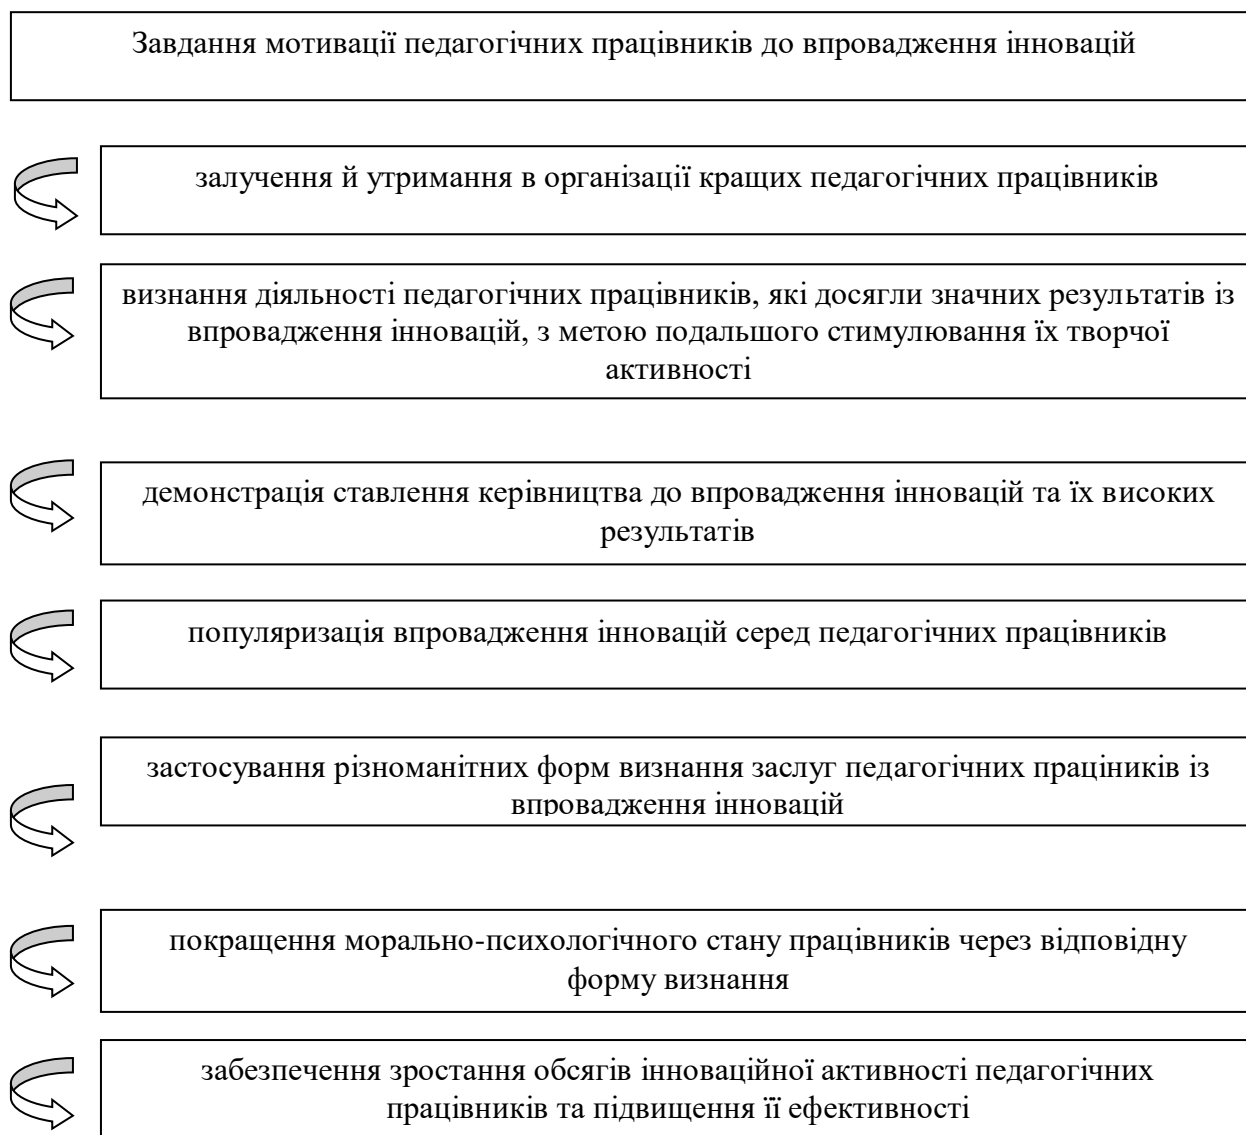 Завдання мотивації педагогічних працівників до впровадження інновацій
залучення й утримання в організації кращих педагогічних працівників
визнання діяльності педагогічних працівників, які досягли значних результатів із
впровадження інновацій, з метою подальшого стимулювання їх творчої
активності
демонстрація ставлення керівництва до впровадження інновацій та їх високих
результатів
популяризація впровадження інновацій серед педагогічних працівників
застосування різноманітних форм визнання заслуг педагогічних праціників із
впровадження інновацій
покращення морально-психологічного стану працівників через відповідну
форму визнання
забезпечення зростання обсягів інноваційної активності педагогічних
працівників та підвищення її ефективності